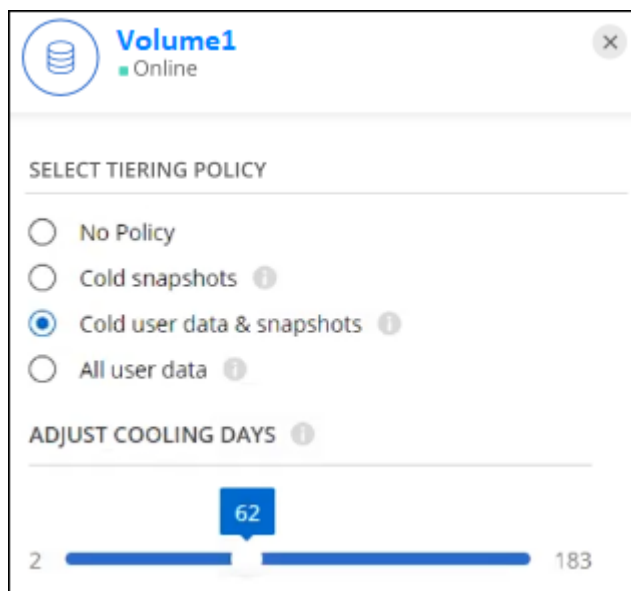 Volume1
Online
SELECT TIERING POLICY
No Policy
Cold snapshots
Cold user data & snapshots
All user data
ADJUST COOLING DAYS
62
2 183